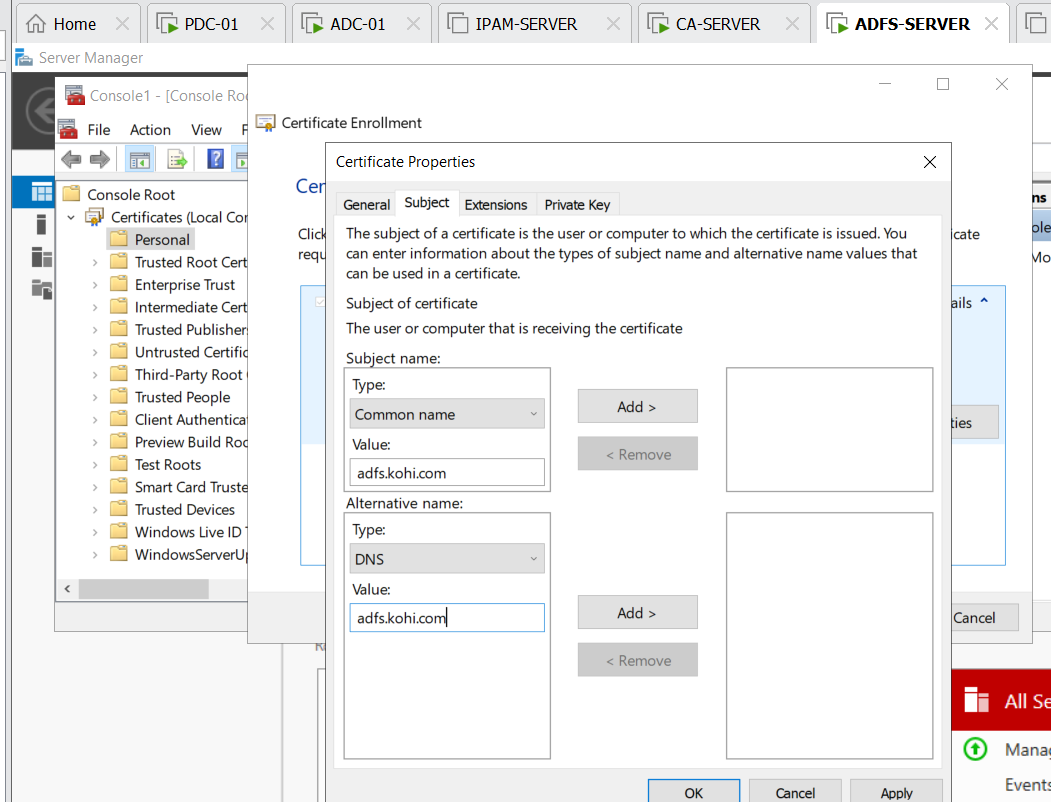 Home
PDC-01
ADC-01
IPAM-SERVER
CA-SERVER
ADFS-SERVER
Server Manager
Console1 - [Console Roo
File Action View
Certificate Enrollment
Certificate Properties
General Subject Extensions Private Key
The subject of a certificate is the user or computer to which the certificate is issued. You
can enter information about the types of subject name and alternative name values that
can be used in a certificate.
Subject of certificate
The user or computer that is receiving the certificate
Subject name:
Type:
Common name
Value:
adfs.kohi.com
Add >
< Remove
Alternative name:
Type:
DNS
Value:
adfs.kohi.com
Add >
< Remove
OK Cancel Apply
Console Root
Certificates (Local Con
Personal
Trusted Root Cert
Enterprise Trust
Intermediate Cert
Trusted Publisher
Untrusted Certific
Third-Party Root
Trusted People
Client Authentica
Preview Build Roo
Test Roots
Smart Card Truste
Trusted Devices
Windows Live ID T
WindowsServerUp
Cer
Click
requ
icate
ails
ties
Cancel
ns
ole
Mo
All Se
Manag
Events